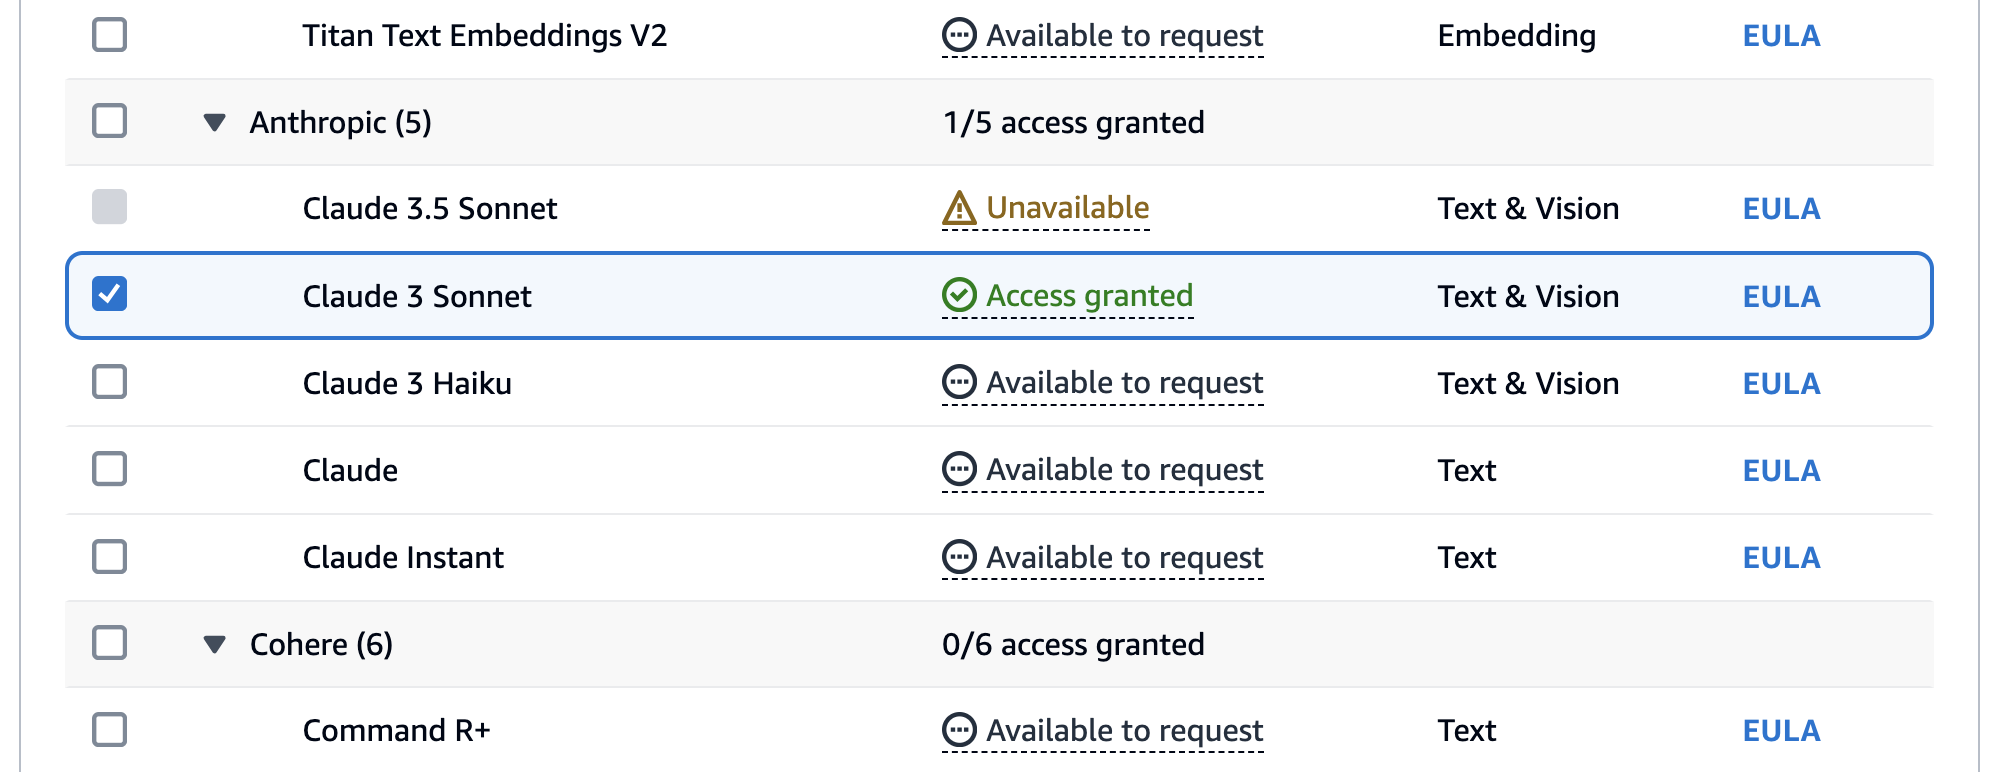 Titan Text Embeddings V2 Available to request Embedding EULA
Anthropic (5) 1/5 access granted
Claude 3.5 Sonnet Unavailable Text & Vision EULA
Claude 3 Sonnet Access granted Text & Vision EULA
Claude 3 Haiku Available to request Text & Vision EULA
Claude Available to request Text EULA
Claude Instant Available to request Text EULA
Cohere (6) 0/6 access granted
Command R+ Available to request Text EULA